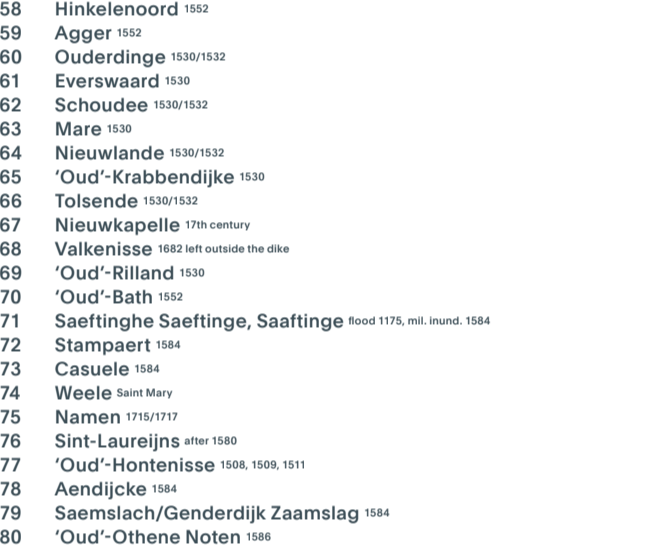 58 Hinkelenoord 1552
59 Agger 1552
60 Ouderdinge 1530/1532
61 Everswaard 1530
62 Schoudee 1530/1532
63 Mare 1530
64 Nieuwlande 1530/1532
65 ‘Oud’-Krabbendijke 1530
66 Tolsende 1530/1532
67 Nieuwkapelle 17th century
68 Valkenisse 1682 left outside the dike
69 ‘Oud’-Rilland 1530
70 ‘Oud’-Bath 1552
71 Saeftinghe Saeftinge, Saaftinge flood 1175, mil. inund. 1584
72 Stampaert 1584
73 Casuele 1584
74 Weele Saint Mary
75 Namen 1715/1717
76 Sint-Laureijns after 1580
77 ‘Oud’-Hontenisse 1508, 1509, 1511
78 Aendijcke 1584
79 Saemslach/Genderdijk Zaamslag 1584
80 ‘Oud’-Othene Noten 1586